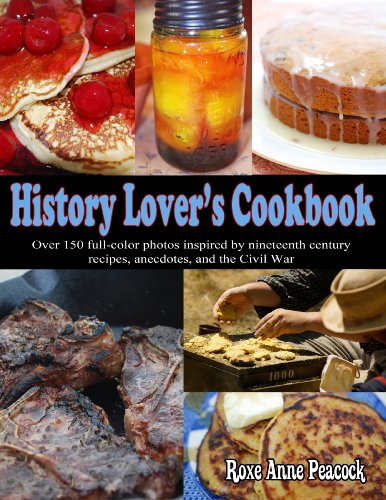 History Lover's Cookbook
Over 150 full-color photos inspired by nineteenth century
recipes, anecdotes, and the Civil War
1000
Roxe Anne Peacock